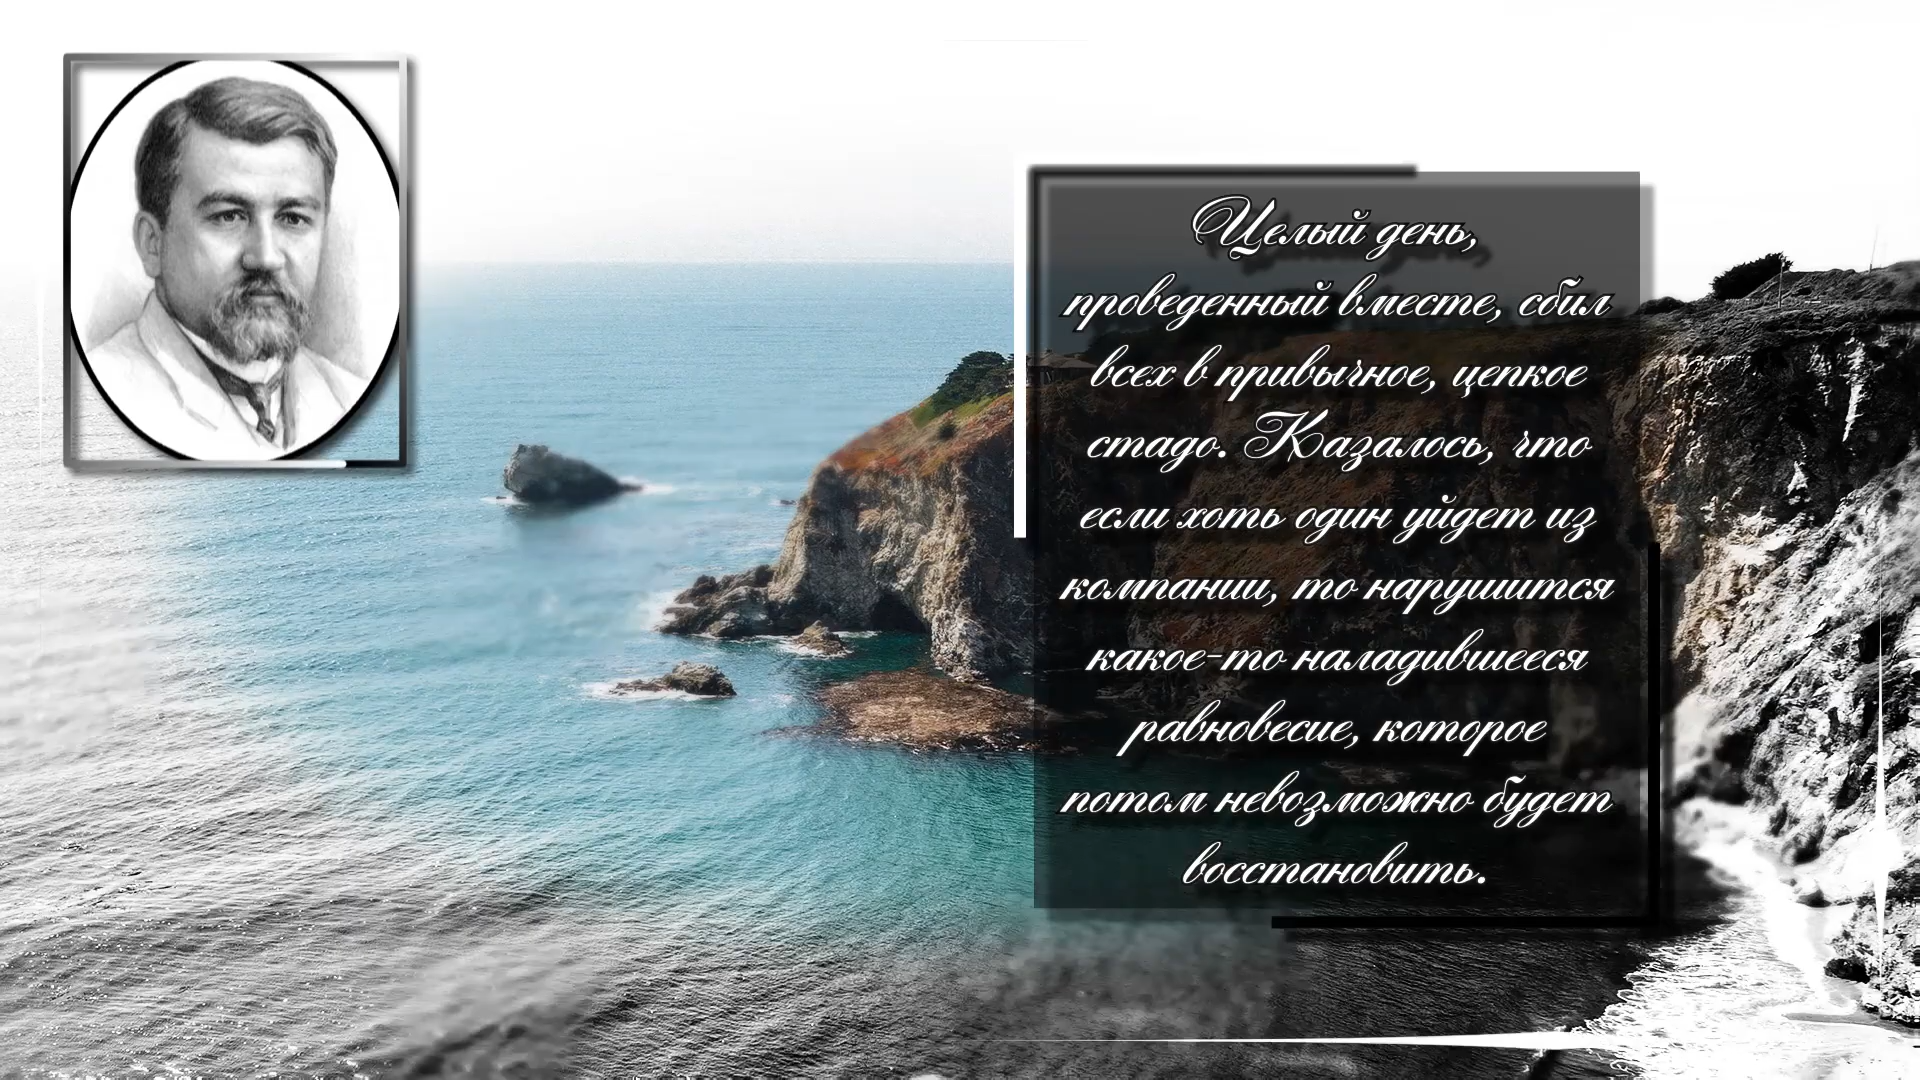 Целый день,
проведенный вместе, сбил
всех в привычное, цепкое
стадо. Казалось, что
если хоть один уйдет из
компании, то нарушится
какое-то наладившееся
равновесие, которое
потом невозможно будет
восстановить.